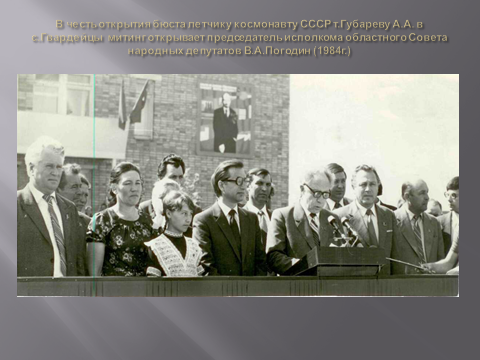 В честь открытия бюста летчику космонавту СССР т.Губареву А.А. в
с.Гвардейцы митинг открывает председатель исполкома областного Совета
народных депутатов В.А.Погодин (1984г.)